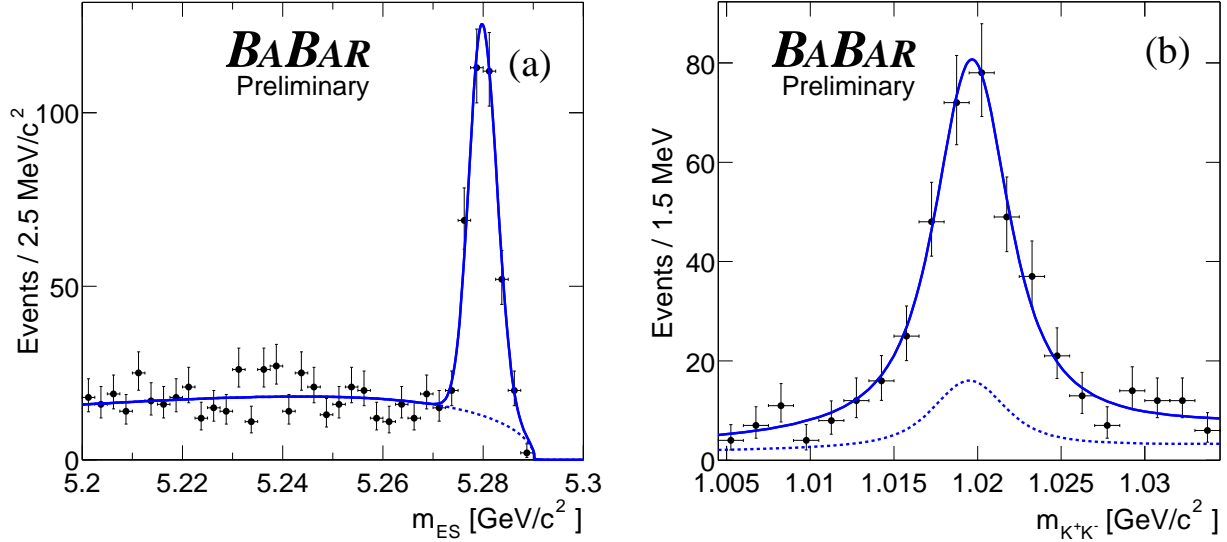 BABAR
Preliminary
(a)
Events / 2.5 MeV/c²
100
50
0
5.2 5.22 5.24 5.26 5.28 5.3
m_ES [GeV/c² ]
BABAR
Preliminary
(b)
Events / 1.5 MeV
80
60
40
20
0
1.005 1.01 1.015 1.02 1.025 1.03
m_K⁺K⁻ [GeV/c² ]